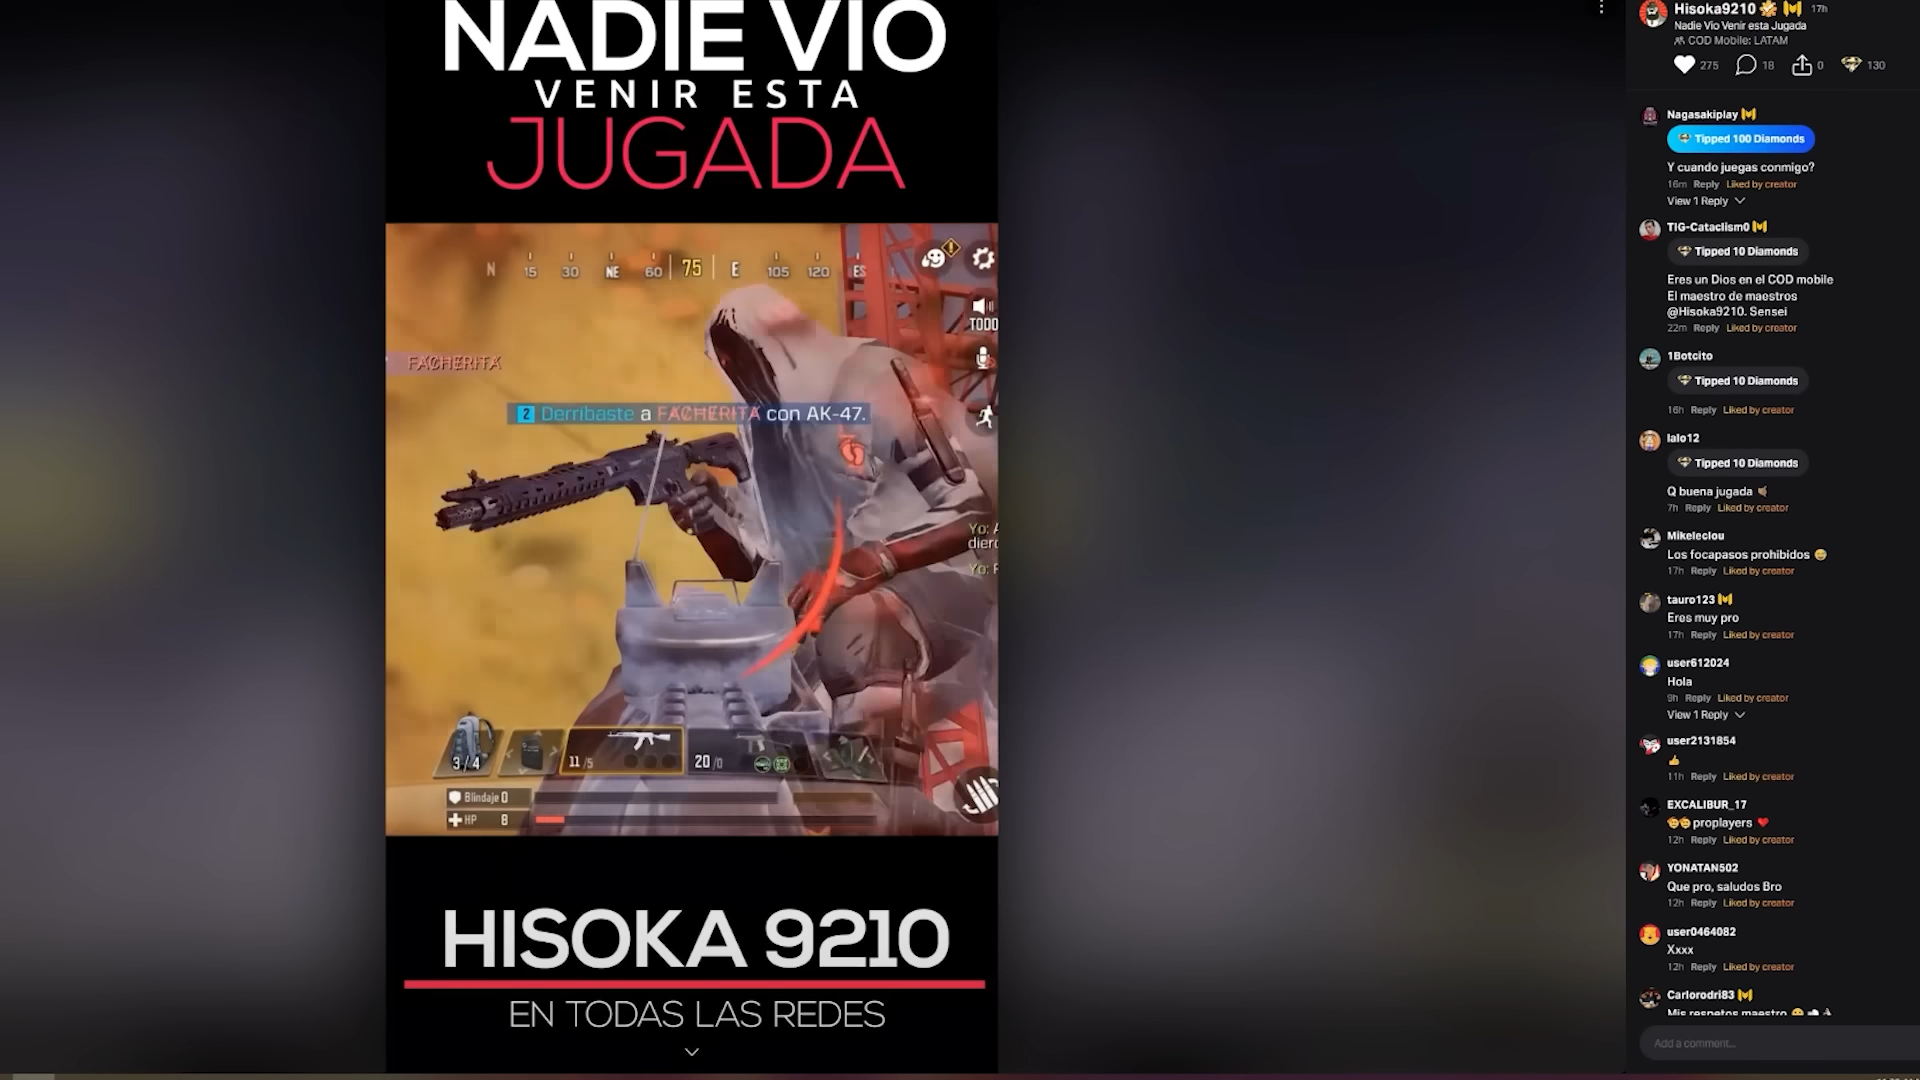 NADIE VIO
VENIR ESTA
JUGADA
N 15 30 NE 60 75 E 105 120 ES
TODO
FACHERITA
2 Derribaste a FACHERITA con AK-47.
Yo:
Yo:
3/4
11/5
20/0
Blindaje 0
HP 8
HISOKA 9210
EN TODAS LAS REDES
Hisoka9210 17h
Nadie Vio Venir esta Jugada
COD Mobile: LATAM
275 18 0 130
Nagasakiplay
Tipped 100 Diamonds
Y cuando juegas conmigo?
16m Reply Liked by creator
View 1 Reply
TIG-Cataclism0
Tipped 10 Diamonds
Eres un Dios en el COD mobile
El maestro de maestros
@Hisoka9210. Sensei
22m Reply Liked by creator
1Botcito
Tipped 10 Diamonds
16h Reply Liked by creator
lalo12
Tipped 10 Diamonds
Q buena jugada
7h Reply Liked by creator
Mikeleclou
Los focapasos prohibidos
17h Reply Liked by creator
tauro123
Eres muy pro
17h Reply Liked by creator
user612024
Hola
9h Reply Liked by creator
View 1 Reply
user2131854
11h Reply Liked by creator
EXCALIBUR_17
proplayers
12h Reply Liked by creator
YONATAN502
Que pro, saludos Bro
12h Reply Liked by creator
user0464082
Xxxx
12h Reply Liked by creator
Carlorodri83
Mis respetos maestro
Add a comment...